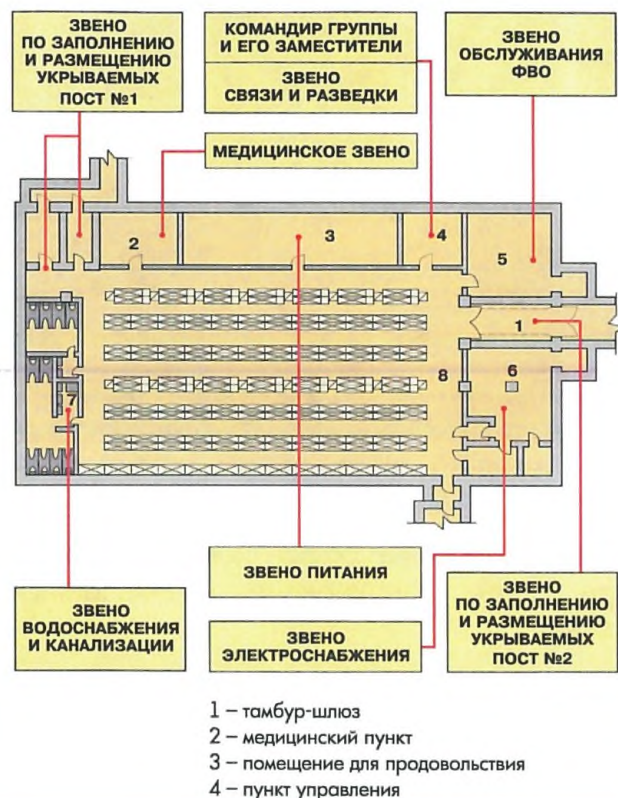 ЗВЕНО
ПО ЗАПОЛНЕНИЮ
И РАЗМЕЩЕНИЮ
УКРЫВАЕМЫХ
ПОСТ №1
КОМАНДИР ГРУППЫ
И ЕГО ЗАМЕСТИТЕЛИ
ЗВЕНО
СВЯЗИ И РАЗВЕДКИ
ЗВЕНО
ОБСЛУЖИВАНИЯ
ФВО
МЕДИЦИНСКОЕ ЗВЕНО
2
3
4
5
1
6
7
8
ЗВЕНО ПИТАНИЯ
ЗВЕНО
ВОДОСНАБЖЕНИЯ
И КАНАЛИЗАЦИИ
ЗВЕНО
ЭЛЕКТРОСНАБЖЕНИЯ
ЗВЕНО
ПО ЗАПОЛНЕНИЮ
И РАЗМЕЩЕНИЮ
УКРЫВАЕМЫХ
ПОСТ №2
1 – тамбур-шлюз
2 – медицинский пункт
3 – помещение для продовольствия
4 – пункт управления